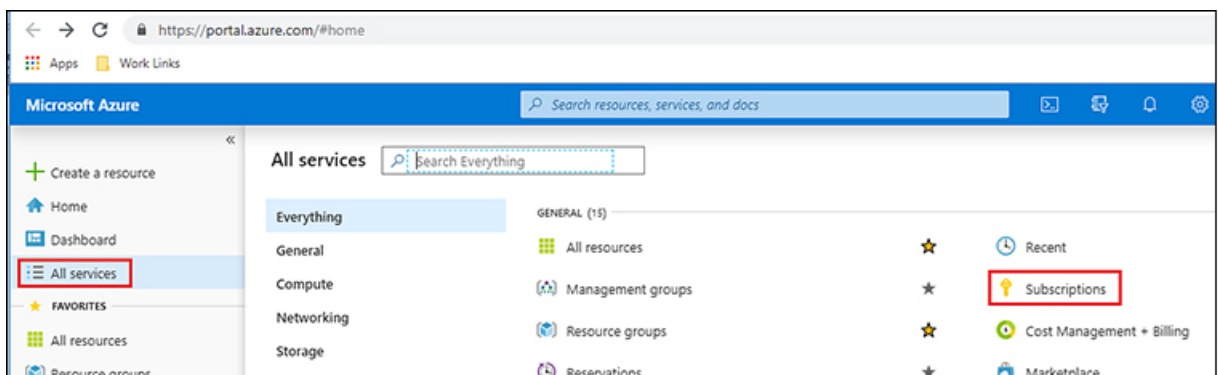 https://portal.azure.com/#home
Apps Work Links
Microsoft Azure Search resources, services, and docs
«
Create a resource
Home
Dashboard
All services
FAVORITES
All resources
Resource groups
All services Search Everything
Everything
General
Compute
Networking
Storage
GENERAL (15)
All resources Recent
Management groups Subscriptions
Resource groups Cost Management + Billing
Reservations Marketplace